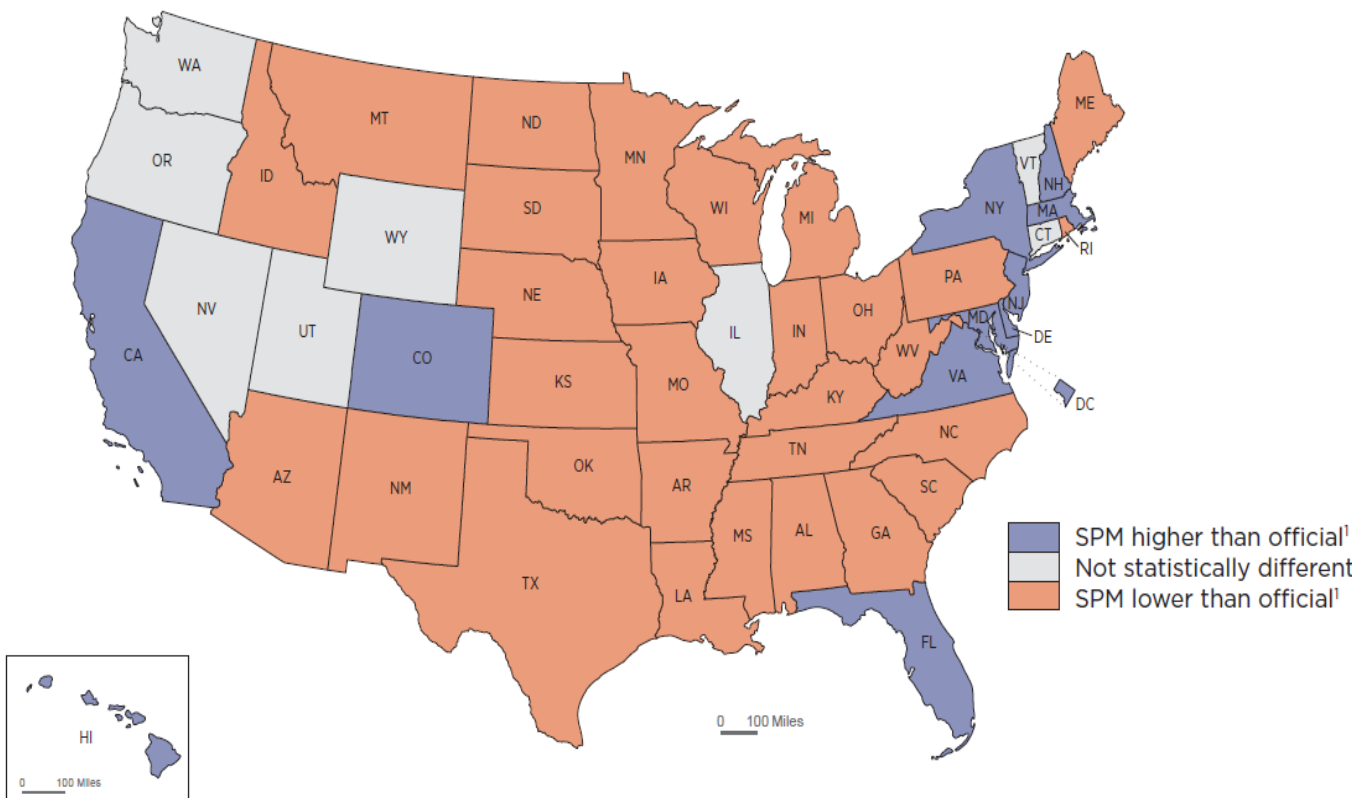 WA
MT
ND
MN
ME
OR
ID
SD
WI
MI
VT
NH
NY
MA
CT
RI
WY
IA
NE
PA
NV
UT
CO
IL
IN
OH
NJ
MD
DE
CA
KS
MO
WV
VA
KY
DC
AZ
NM
OK
AR
TN
NC
SC
MS
AL
GA
TX
LA
FL
SPM higher than official¹
Not statistically different
SPM lower than official¹
HI
0 100 Miles
0 100 Miles